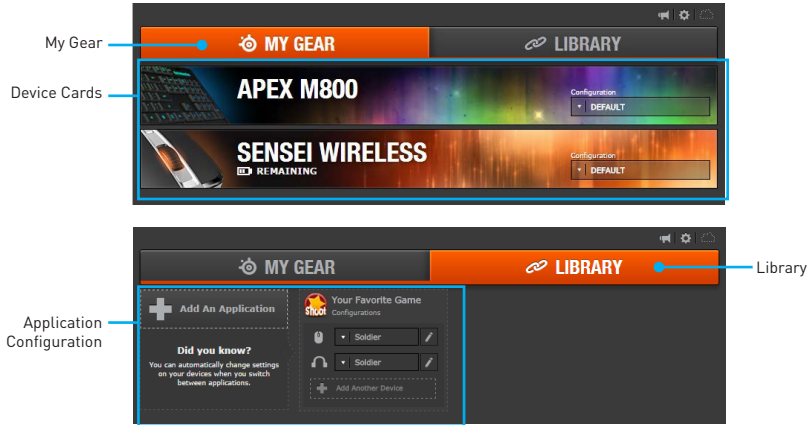 My Gear
MY GEAR
LIBRARY
Device Cards
APEX M800
Configuration
DEFAULT
SENSEI WIRELESS
REMAINING
Configuration
DEFAULT
MY GEAR
LIBRARY
Library
Application
Configuration
Add An Application
Did you know?
You can automatically change settings
on your devices when you switch
between applications.
Shoot
Your Favorite Game
Configurations
Soldier
Soldier
Add Another Device